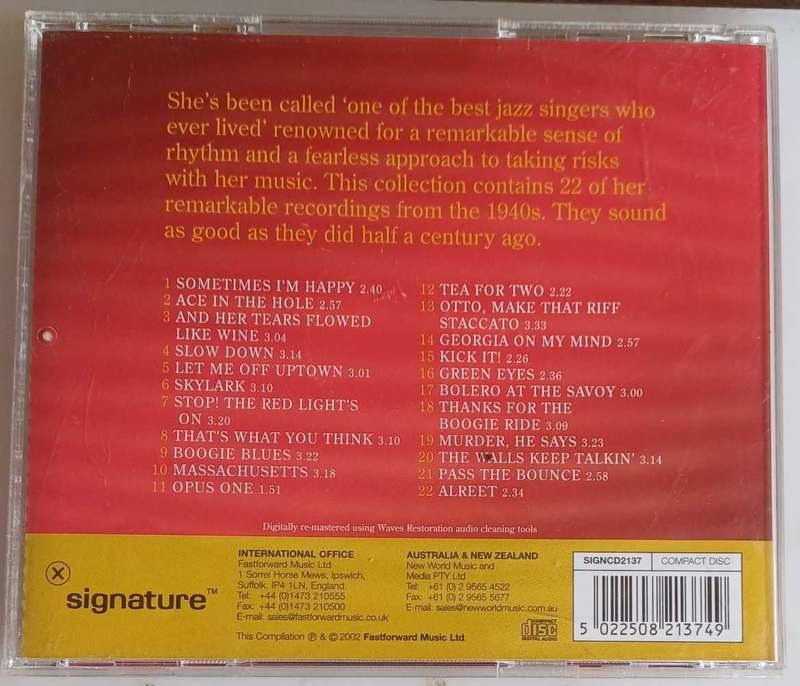 She's been called 'one of the best jazz singers who
ever lived' renowned for a remarkable sense of
rhythm and a fearless approach to taking risks
with her music. This collection contains 22 of her
remarkable recordings from the 1940s. They sound
as good as they did half a century ago.
1 SOMETIMES I'M HAPPY 2.40
2 ACE IN THE HOLE 2.57
3 AND HER TEARS FLOWED
LIKE WINE 3.04
4 SLOW DOWN 3.14
5 LET ME OFF UPTOWN 3.01
6 SKYLARK 3.10
7 STOP! THE RED LIGHT'S
ON 3.20
8 THAT'S WHAT YOU THINK 3.10
9 BOOGIE BLUES 3.22
10 MASSACHUSETTS 3.18
11 OPUS ONE 1.51
12 TEA FOR TWO 2.22
13 OTTO, MAKE THAT RIFF
STACCATO 3.33
14 GEORGIA ON MY MIND 2.57
15 KICK IT! 2.26
16 GREEN EYES 2.36
17 BOLERO AT THE SAVOY 3.00
18 THANKS FOR THE
BOOGIE RIDE 3.09
19 MURDER, HE SAYS 3.23
20 THE WALLS KEEP TALKIN' 3.14
21 PASS THE BOUNCE 2.58
22 ALREET 2.34
Digitally re-mastered using Waves Restoration audio cleaning tools
signature™
INTERNATIONAL OFFICE
Fastforward Music Ltd
1 Sorrel Horse Mews, Ipswich,
Suffolk, IP4 1LN, England.
Tel: +44 (0)1473 210555
Fax: +44 (0)1473 210500
E-mail: sales@fastforwardmusic.co.uk
AUSTRALIA & NEW ZEALAND
New World Music and
Media PTY Ltd
Tel: +61 (0) 2 9565 4522
Fax: +61 (0) 2 9565 5677
E-mail: sales@newworldmusic.com.au
This Compilation ℗ & © 2002 Fastforward Music Ltd.
COMPACT
disc
DIGITAL AUDIO
SIGNCD2137 COMPACT DISC
5 022508 213749